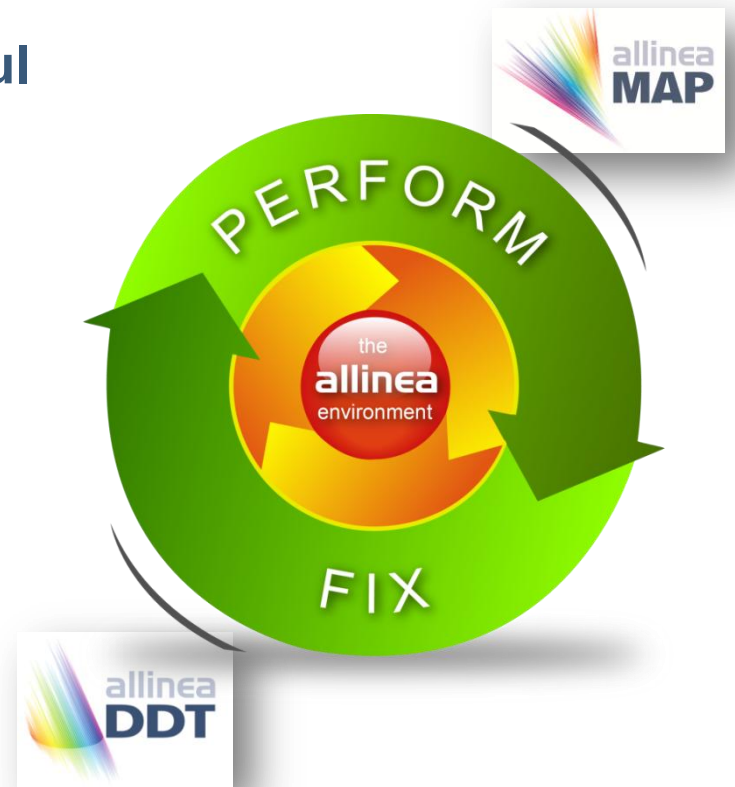 ul
allinea
MAP
PERFORM
the
allinea
environment
FIX
allinea
DDT